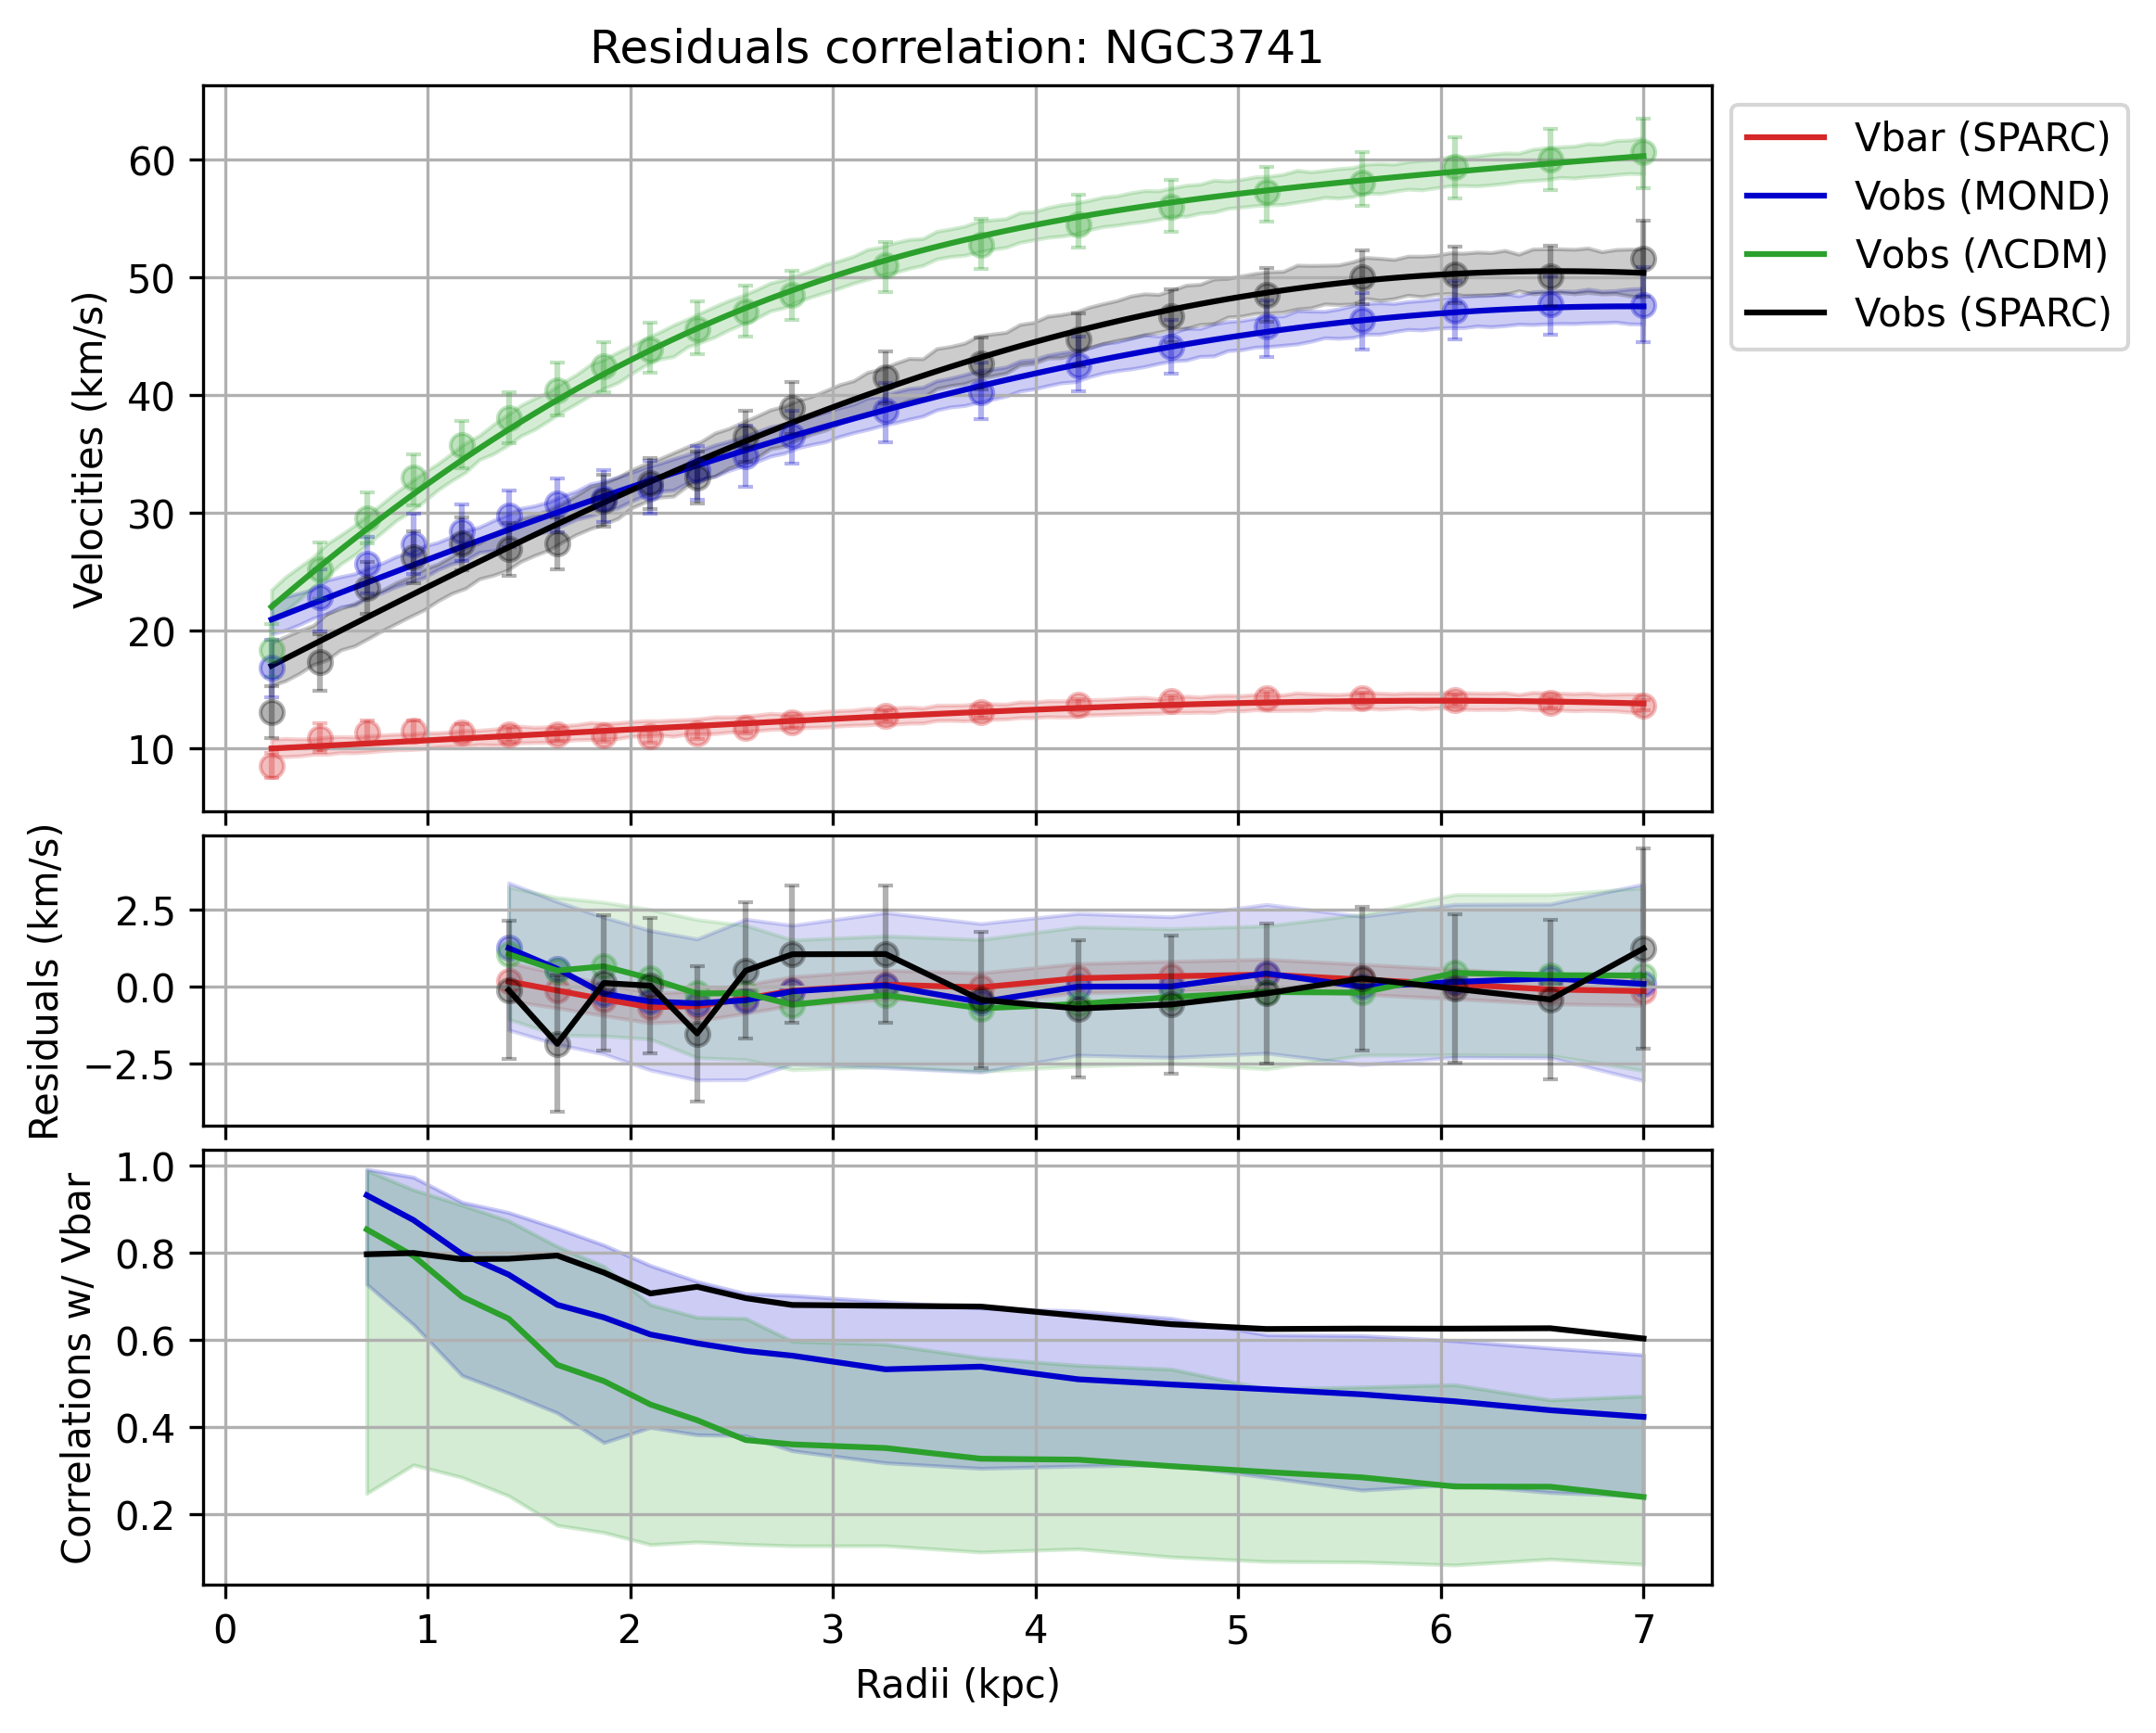 Residuals correlation: NGC3741
Velocities (km/s)
60
50
40
30
20
10
Vbar (SPARC)
Vobs (MOND)
Vobs (ΛCDM)
Vobs (SPARC)
Residuals (km/s)
2.5
0.0
−2.5
Correlations w/ Vbar
1.0
0.8
0.6
0.4
0.2
0 1 2 3 4 5 6 7
Radii (kpc)